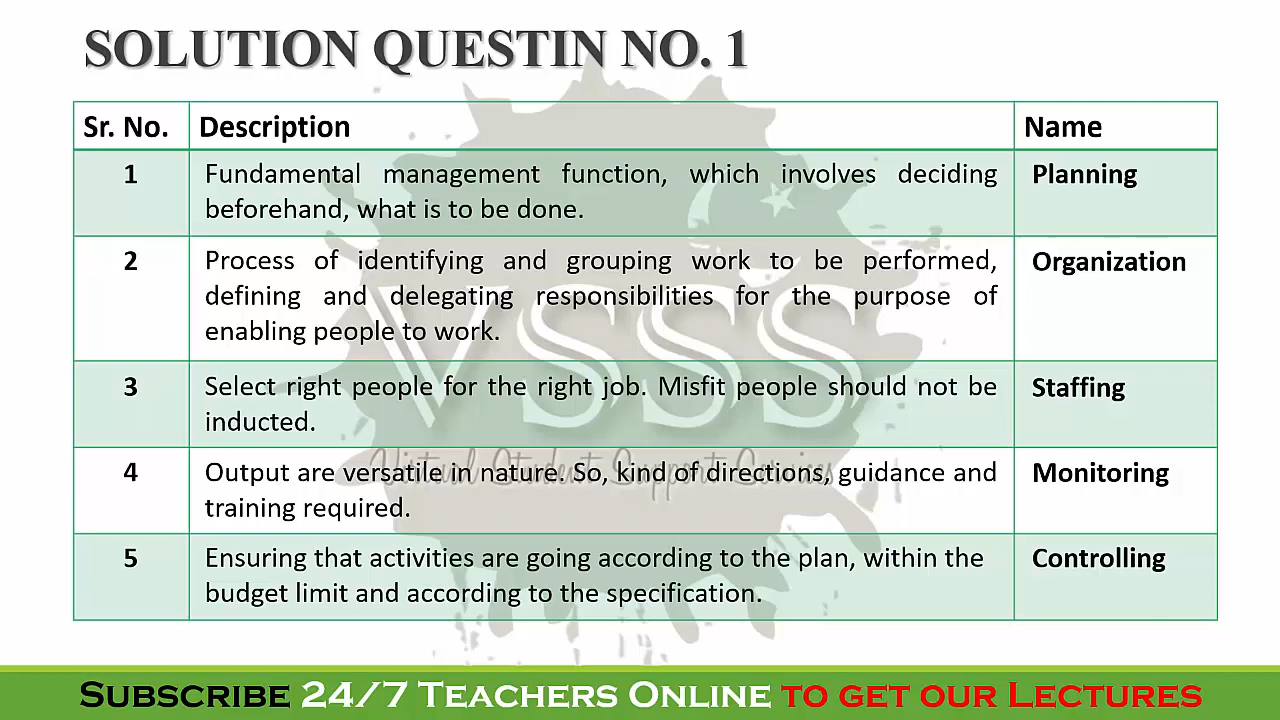 SOLUTION QUESTIN NO. 1
Sr. No. Description Name
1 Fundamental management function, which involves deciding Planning
beforehand, what is to be done.
2 Process of identifying and grouping work to be performed, Organization
defining and delegating responsibilities for the purpose of
enabling people to work.
3 Select right people for the right job. Misfit people should not be Staffing
inducted.
4 Output are versatile in nature. So, kind of directions, guidance and Monitoring
training required.
5 Ensuring that activities are going according to the plan, within the Controlling
budget limit and according to the specification.
VSSS
Virtual Student Support Services
SUBSCRIBE 24/7 TEACHERS ONLINE TO GET OUR LECTURES